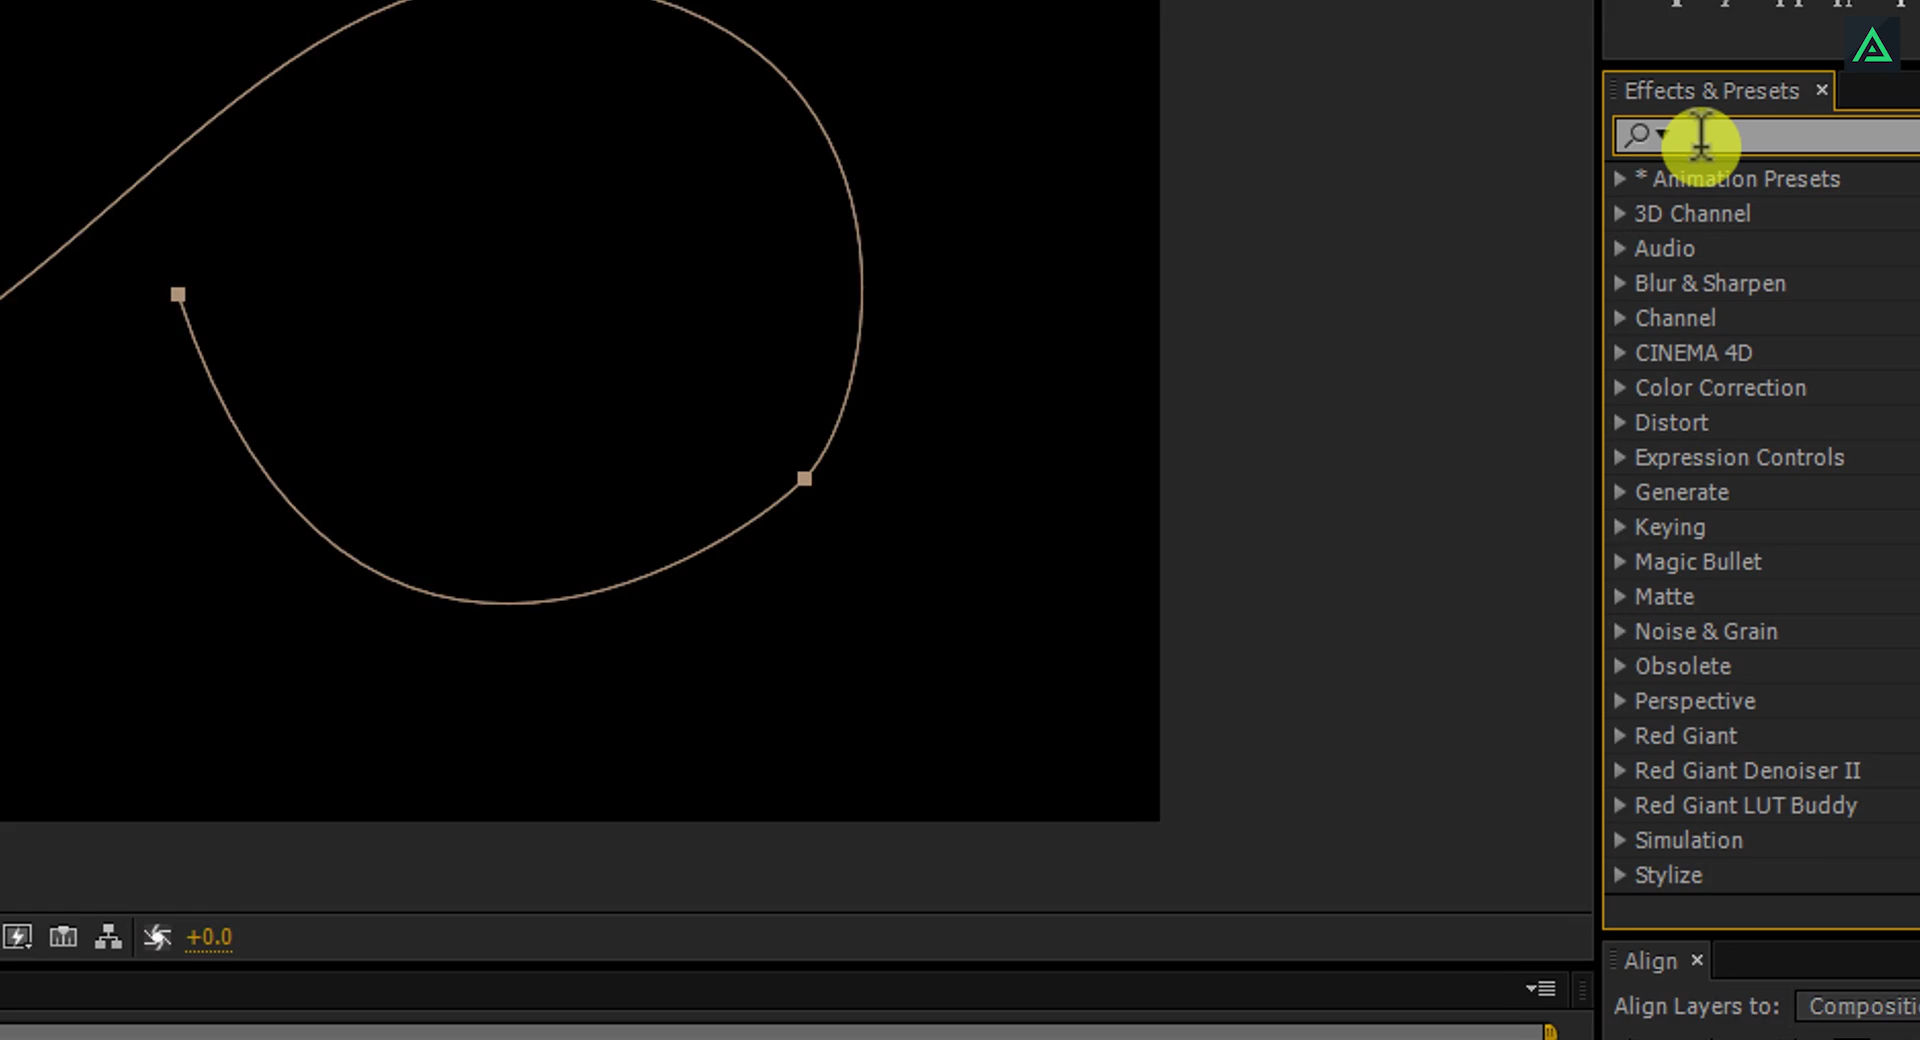 Effects & Presets
* Animation Presets
3D Channel
Audio
Blur & Sharpen
Channel
CINEMA 4D
Color Correction
Distort
Expression Controls
Generate
Keying
Magic Bullet
Matte
Noise & Grain
Obsolete
Perspective
Red Giant
Red Giant Denoiser II
Red Giant LUT Buddy
Simulation
Stylize
+0.0
Align
Align Layers to: Compositi